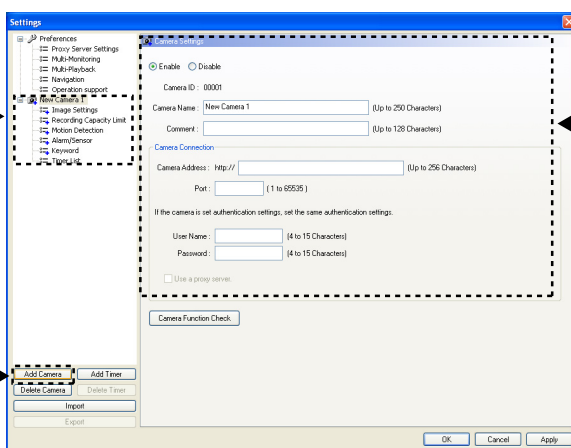 Settings
Preferences
Proxy Server Settings
Multi-Monitoring
Multi-Playback
Navigation
Operation support
New Camera 1
Image Settings
Recording Capacity Limit
Motion Detection
Alarm/Sensor
Keyword
Timer List
Add Camera Add Timer
Delete Camera Delete Timer
Import
Export
Camera Settings
Enable Disable
Camera ID : 00001
Camera Name : New Camera 1 (Up to 250 Characters)
Comment : (Up to 128 Characters)
Camera Connection
Camera Address : http:// (Up to 256 Characters)
Port : ( 1 to 65535 )
If the camera is set authentication settings, set the same authentication settings.
User Name : (4 to 15 Characters)
Password : (4 to 15 Characters)
Use a proxy server.
Camera Function Check
OK Cancel Apply